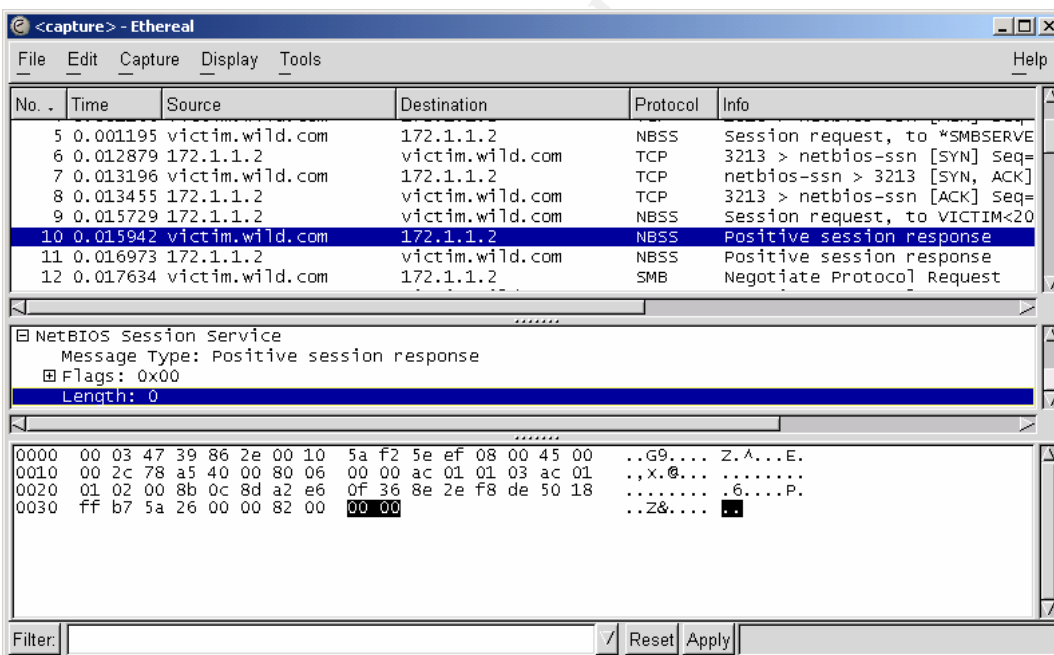 <capture> - Ethereal
File Edit Capture Display Tools Help
No. Time Source Destination Protocol Info
5 0.001195 victim.wild.com 172.1.1.2 NBSS Session request, to *SMBSERVE
6 0.012879 172.1.1.2 victim.wild.com TCP 3213 > netbios-ssn [SYN] Seq=
7 0.013196 172.1.1.2 victim.wild.com TCP netbios-ssn > 3213 [SYN, ACK]
8 0.013455 172.1.1.2 victim.wild.com TCP 3213 > netbios-ssn [ACK] Seq=
9 0.015729 172.1.1.2 victim.wild.com NBSS Session request, to VICTIM<20
10 0.015942 victim.wild.com 172.1.1.2 NBSS Positive session response
11 0.016973 172.1.1.2 victim.wild.com NBSS Positive session response
12 0.017634 victim.wild.com 172.1.1.2 SMB Negotiate Protocol Request
NetBIOS Session Service
Message Type: Positive session response
Flags: 0x00
Length: 0
0000 00 03 47 39 86 2e 00 10 5a f2 5e ef 08 00 45 00 ..G9.... Z.^...E.
0010 00 2c 78 a5 40 00 80 06 00 00 ac 01 01 03 ac 01 .,x.@... ........
0020 01 02 00 8b 0c 8d a2 e6 0f 36 8e 2e f8 de 50 18 ........ .6....P.
0030 ff b7 5a 26 00 00 82 00 00 00 ..Z&.... ..
Filter: Reset Apply